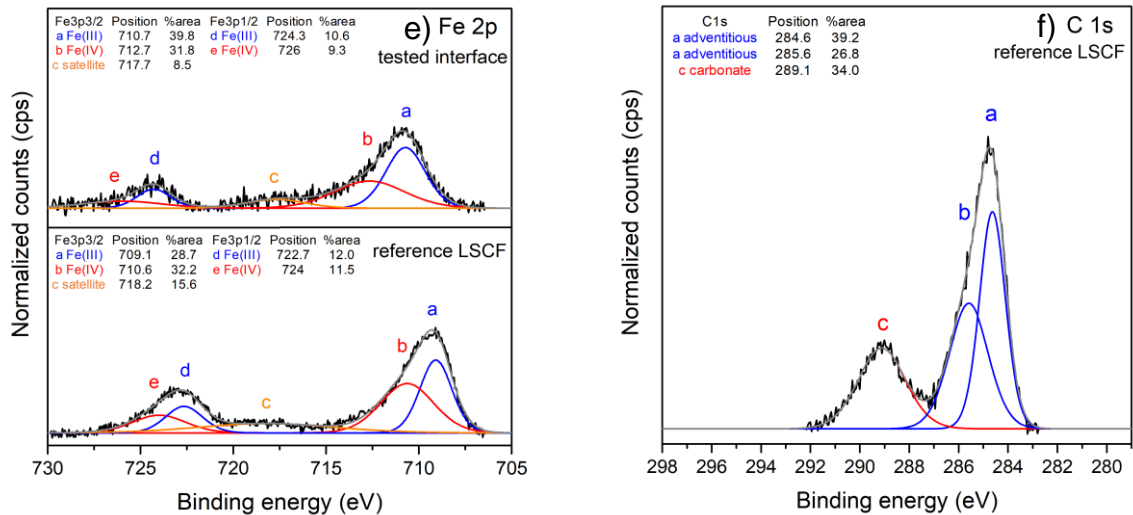 e) Fe 2p
tested interface
Fe3p3/2 Position %area Fe3p1/2 Position %area
a Fe(III) 710.7 39.8 d Fe(III) 724.3 10.6
b Fe(IV) 712.7 31.8 e Fe(IV) 726 9.3
c satellite 717.7 8.5
e
d
c
b
a
reference LSCF
Fe3p3/2 Position %area Fe3p1/2 Position %area
a Fe(III) 709.1 28.7 d Fe(III) 722.7 12.0
b Fe(IV) 710.6 32.2 e Fe(IV) 724 11.5
c satellite 718.2 15.6
e
d
c
b
a
Normalized counts (cps)
730 725 720 715 710 705
Binding energy (eV)
f) C 1s
reference LSCF
C1s Position %area
a adventitious 284.6 39.2
a adventitious 285.6 26.8
c carbonate 289.1 34.0
c
b
a
Normalized counts (cps)
298 296 294 292 290 288 286 284 282 280
Binding energy (eV)